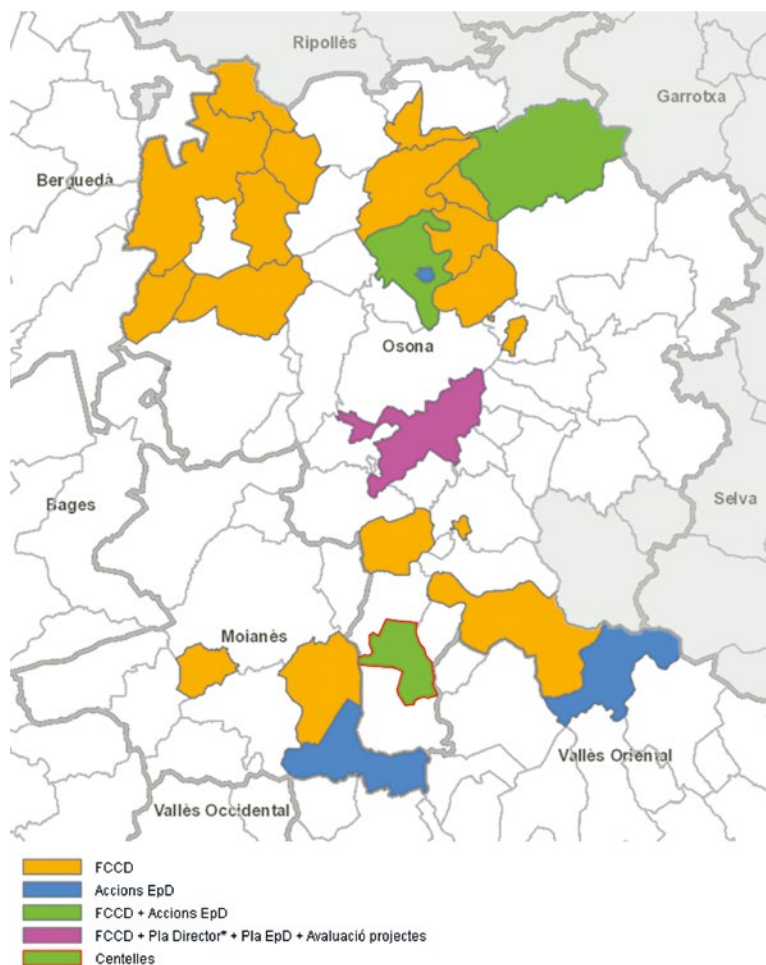 Ripollès
Garrotxa
Berguedà
Osona
Bages
Selva
Moianès
Vallès Oriental
Vallès Occidental
FCCD
Accions EpD
FCCD + Accions EpD
FCCD + Pla Director* + Pla EpD + Avaluació projectes
Centelles